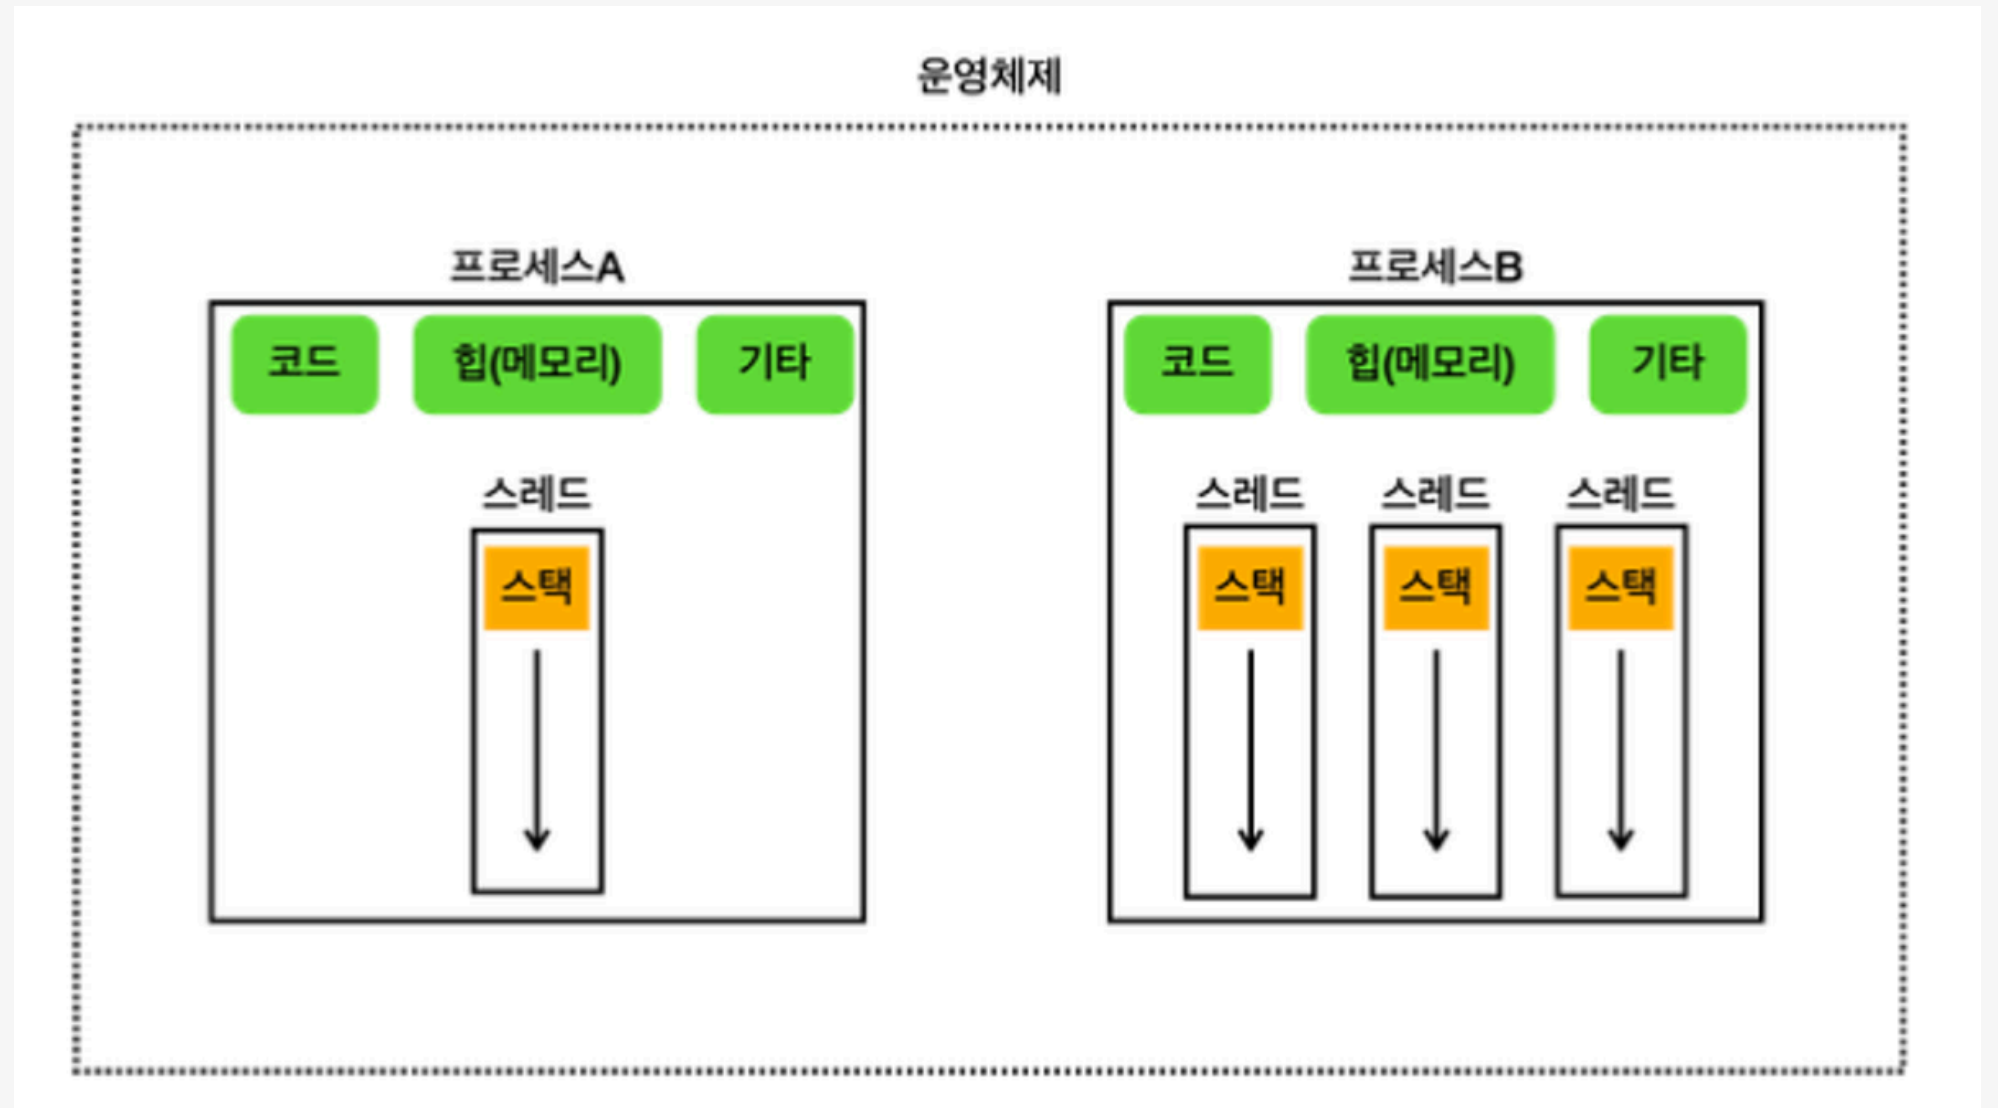 운영체제
프로세스A
프로세스B
코드
힙(메모리)
기타
코드
힙(메모리)
기타
스레드
스레드
스레드
스레드
스택
스택
스택
스택